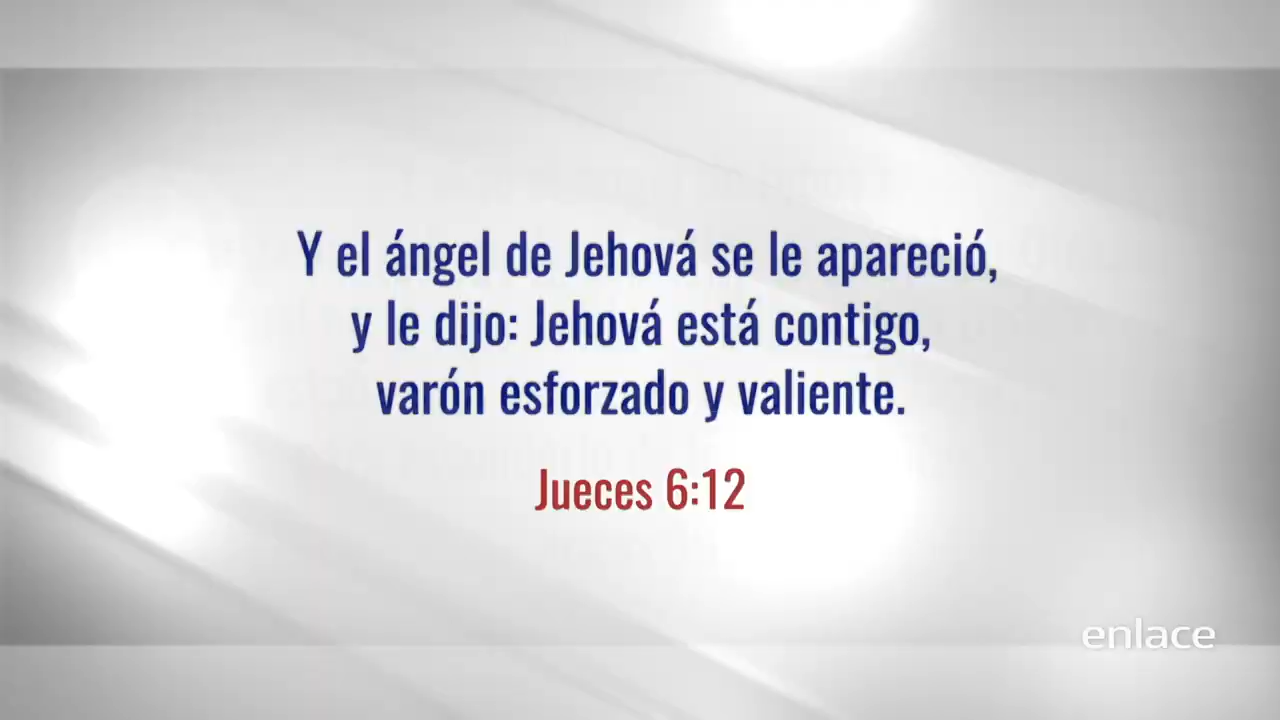 Y el ángel de Jehová se le apareció,
y le dijo: Jehová está contigo,
varón esforzado y valiente.
Jueces 6:12
enlace